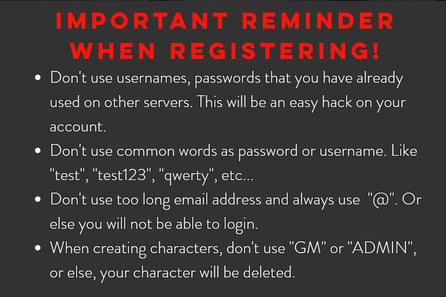 IMPORTANT REMINDER
WHEN REGISTERING!
• Don't use usernames, passwords that you have already
used on other servers. This will be an easy hack on your
account.
• Don't use common words as password or username. Like
"test", "test123", "qwerty", etc...
• Don't use too long email address and always use "@". Or
else you will not be able to login.
• When creating characters, don't use "GM" or "ADMIN",
or else, your character will be deleted.